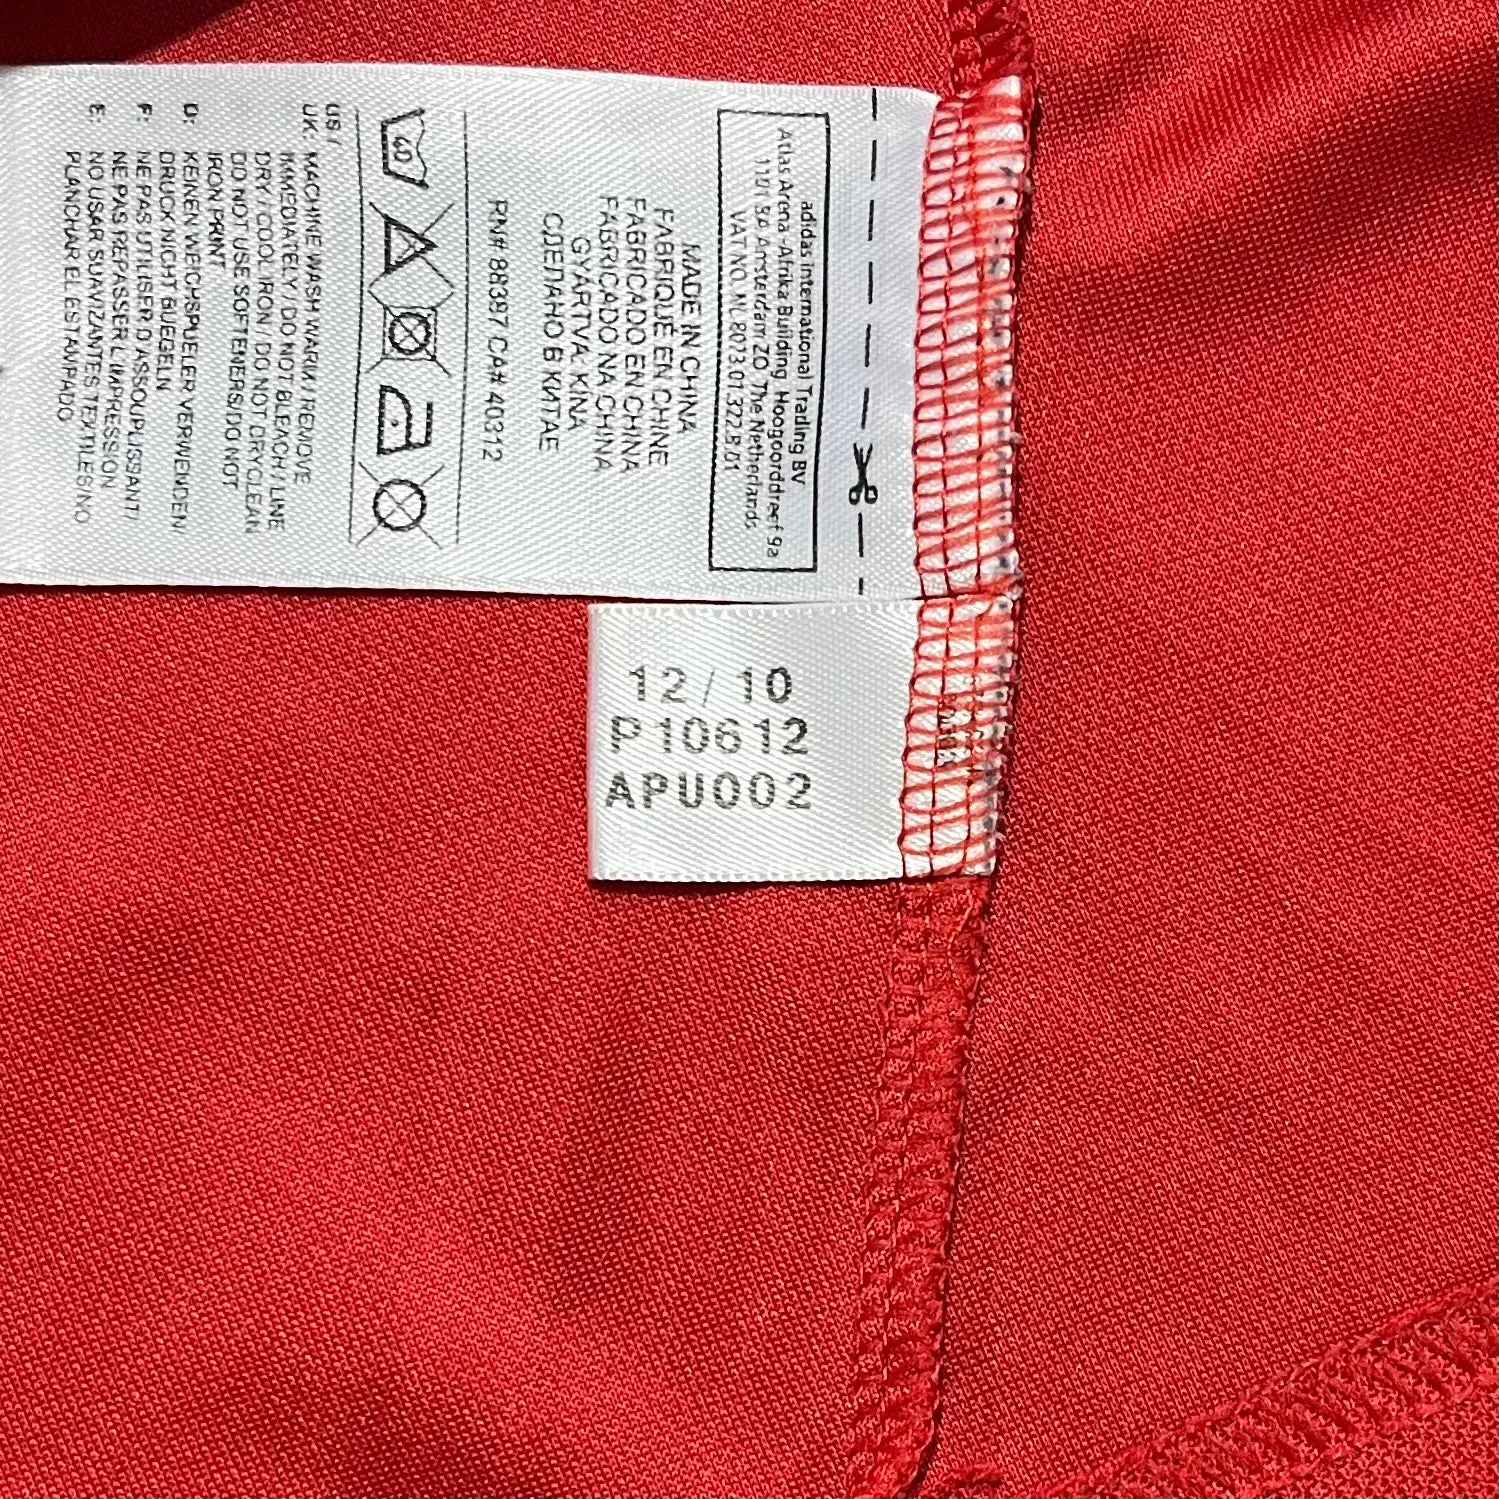 adidas International Trading BV
Atlas Arena -Afrika Building Hoogoorddreef 9a
1101 BA Amsterdam ZO, The Netherlands
VAT NO. NL 8073.01.322.B.01
MADE IN CHINA
FABRIQUÉ EN CHINE
FABRICADO EN CHINA
FABRICADO NA CHINA
GYÁRTVA: KÍNA
СДЕЛАНО В КИТАЕ
RN# 88387 CA# 40312
40
US /
UK: MACHINE WASH WARM / REMOVE
IMMEDIATELY / DO NOT BLEACH / LINE
DRY / COOL IRON / DO NOT DRYCLEAN
DO NOT USE SOFTENERS/DO NOT
IRON PRINT
D: KEINEN WEICHSPUELER VERWENDEN/
DRUCK NICHT BUEGELN
F: NE PAS UTILISER D'ASSOUPLISSANT/
NE PAS REPASSER L'IMPRESSION
E: NO USAR SUAVIZANTES TEXTILES/NO
PLANCHAR EL ESTAMPADO
12 / 10
P10612
APU002